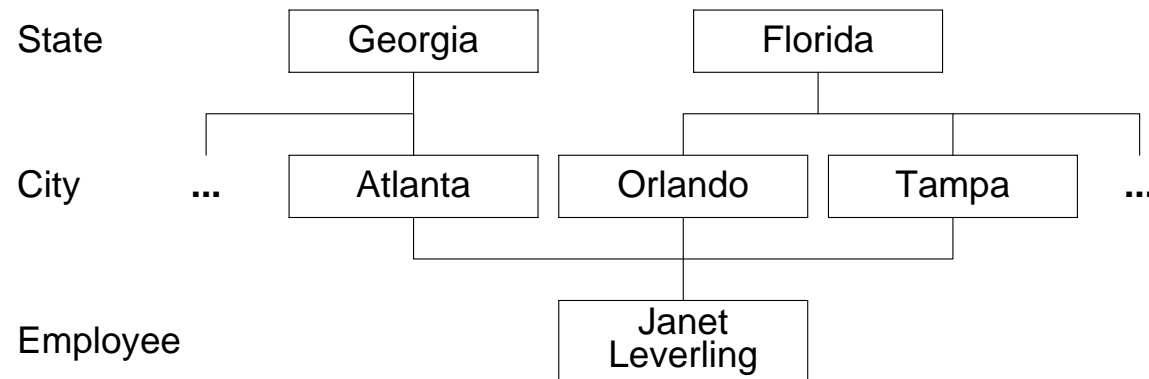 State Georgia Florida
City ... Atlanta Orlando Tampa ...
Employee Janet
Leverling